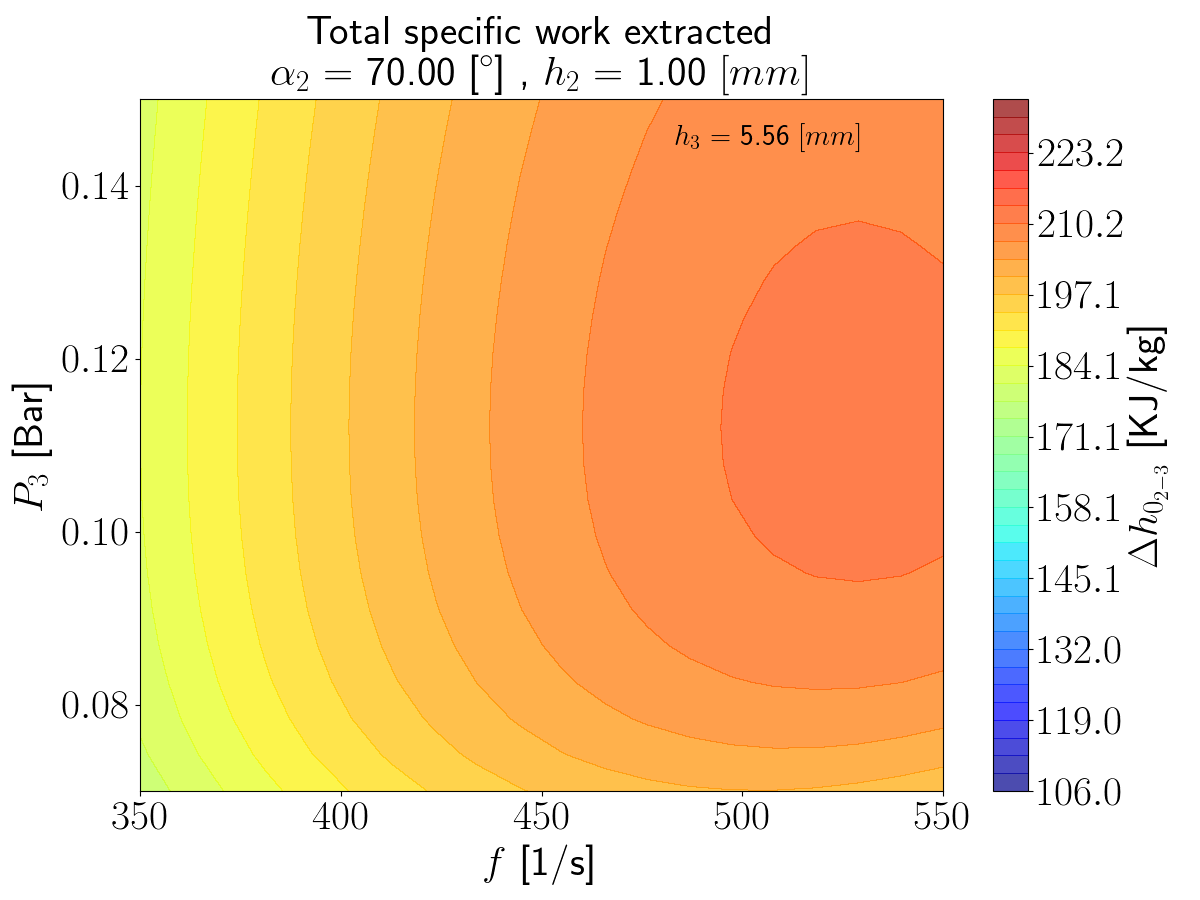 Total specific work extracted
α₂ = 70.00 [°] , h₂ = 1.00 [mm]
h₃ = 5.56 [mm]
P₃ [Bar]
0.14
0.12
0.10
0.08
350 400 450 500 550
f [1/s]
223.2
210.2
197.1
184.1
171.1
158.1
145.1
132.0
119.0
106.0
Δh₀₂₋₃ [KJ/kg]